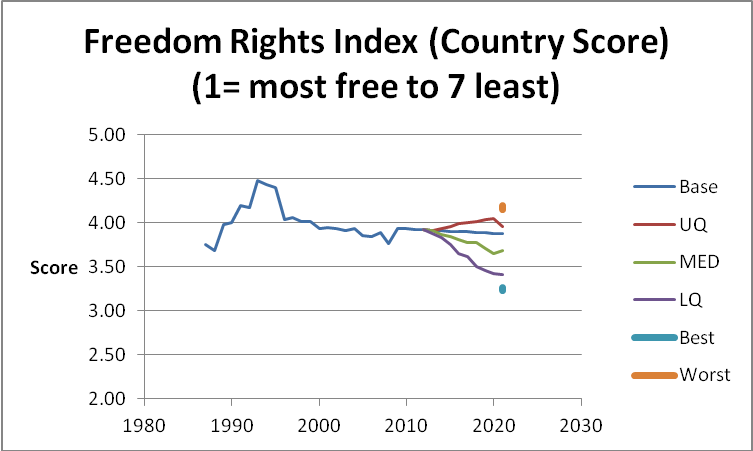 Freedom Rights Index (Country Score)
(1= most free to 7 least)
5.00
4.50
4.00
3.50
3.00
2.50
2.00
Score
1980 1990 2000 2010 2020 2030
Base
UQ
MED
LQ
Best
Worst